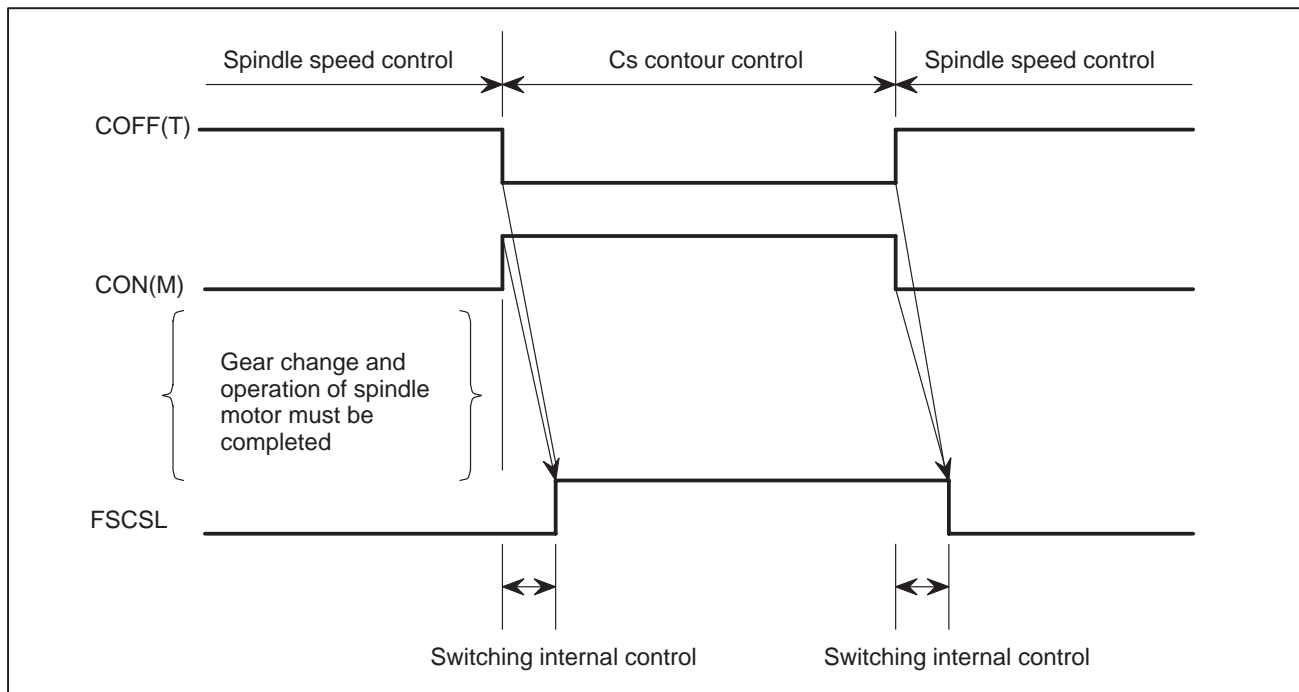 Spindle speed control
Cs contour control
Spindle speed control
COFF(T)
CON(M)
Gear change and
operation of spindle
motor must be
completed
FSCSL
Switching internal control
Switching internal control